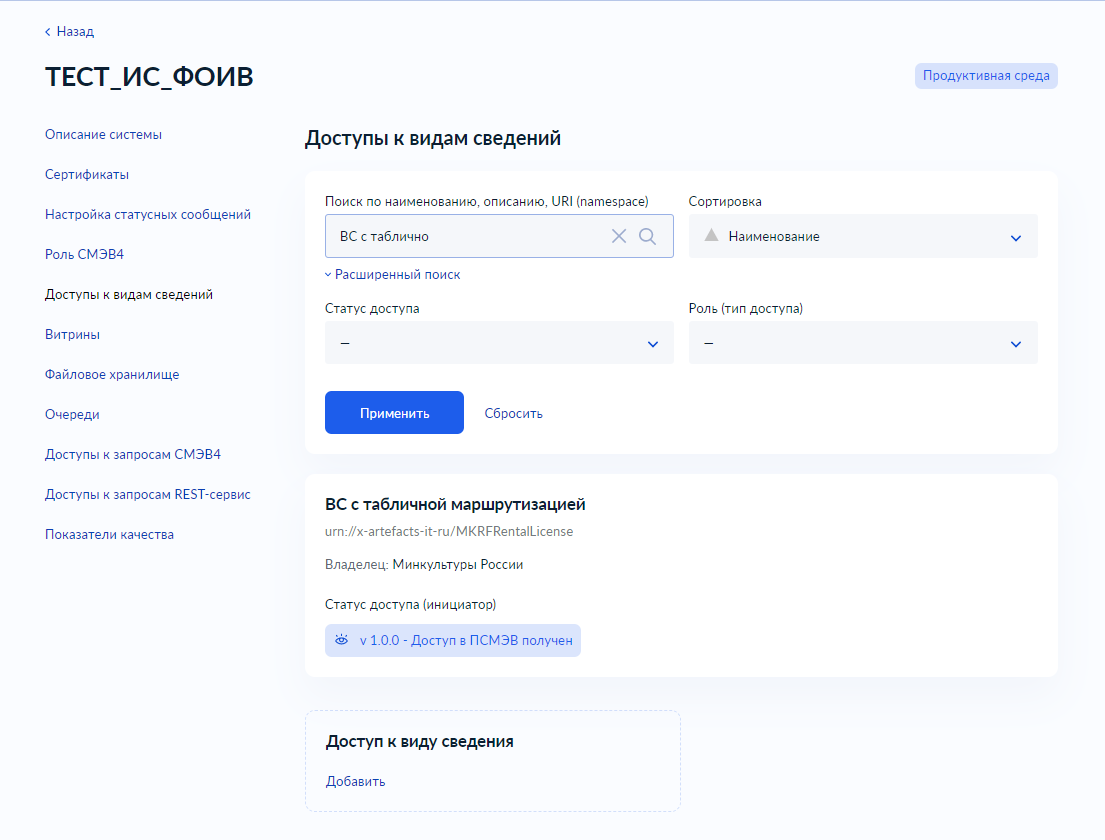 Назад
ТЕСТ_ИС_ФОИВ
Продуктивная среда
Описание системы
Сертификаты
Настройка статусных сообщений
Роль СМЭВ4
Доступы к видам сведений
Витрины
Файловое хранилище
Очереди
Доступы к запросам СМЭВ4
Доступы к запросам REST-сервис
Показатели качества
Доступы к видам сведений
Поиск по наименованию, описанию, URI (namespace)
ВС с таблично
Сортировка
Наименование
Расширенный поиск
Статус доступа
—
Роль (тип доступа)
—
Применить
Сбросить
ВС с табличной маршрутизацией
urn://x-artefacts-it-ru/MKRFRentalLicense
Владелец: Минкультуры России
Статус доступа (инициатор)
v 1.0.0 - Доступ в ПСМЭВ получен
Доступ к виду сведения
Добавить